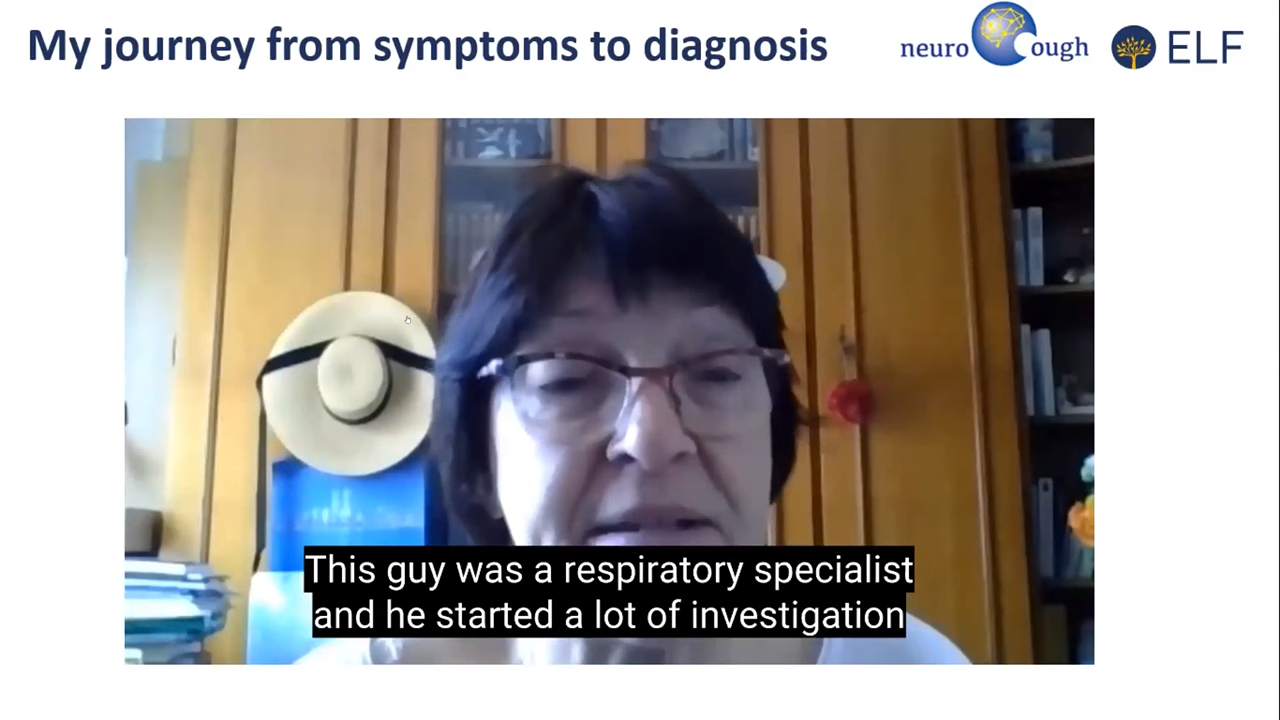 My journey from symptoms to diagnosis
neuro Cough
ELF
This guy was a respiratory specialist
and he started a lot of investigation